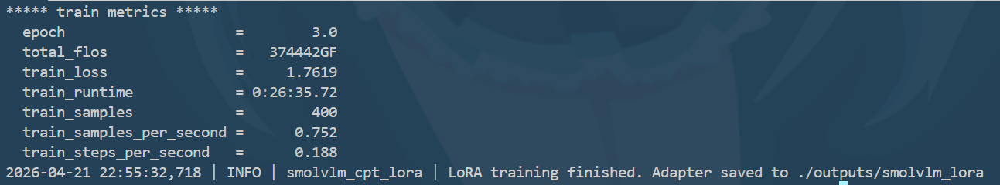 ***** train metrics *****
  epoch                    =        3.0
  total_flos               =   374442GF
  train_loss               =     1.7619
  train_runtime            = 0:26:35.72
  train_samples            =        400
  train_samples_per_second =      0.752
  train_steps_per_second   =      0.188
2026-04-21 22:55:32,718 | INFO | smolvlm_cpt_lora | LoRA training finished. Adapter saved to ./outputs/smolvlm_lora